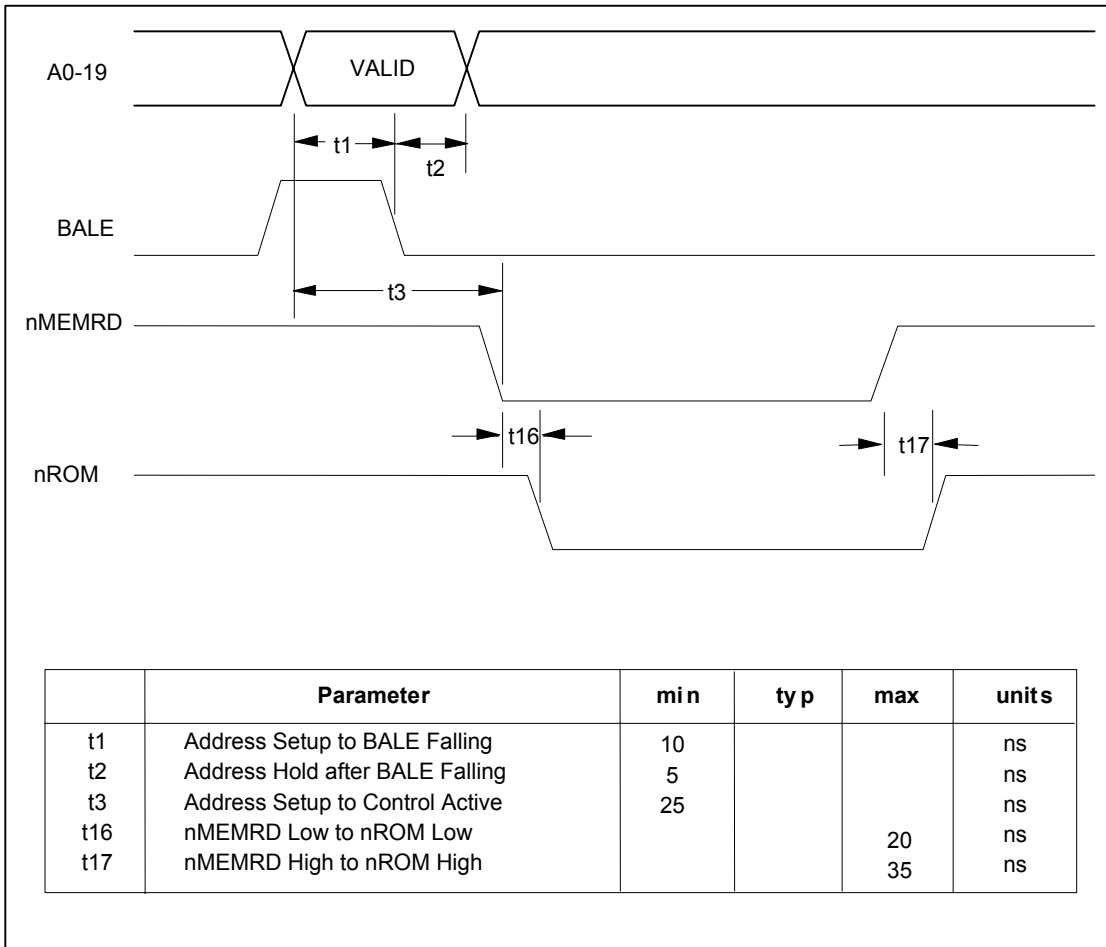 A0-19
VALID
t1
t2
BALE
t3
nMEMRD
t16
t17
nROM
Parameter min typ max units
t1 Address Setup to BALE Falling 10 ns
t2 Address Hold after BALE Falling 5 ns
t3 Address Setup to Control Active 25 ns
t16 nMEMRD Low to nROM Low 20 ns
t17 nMEMRD High to nROM High 35 ns